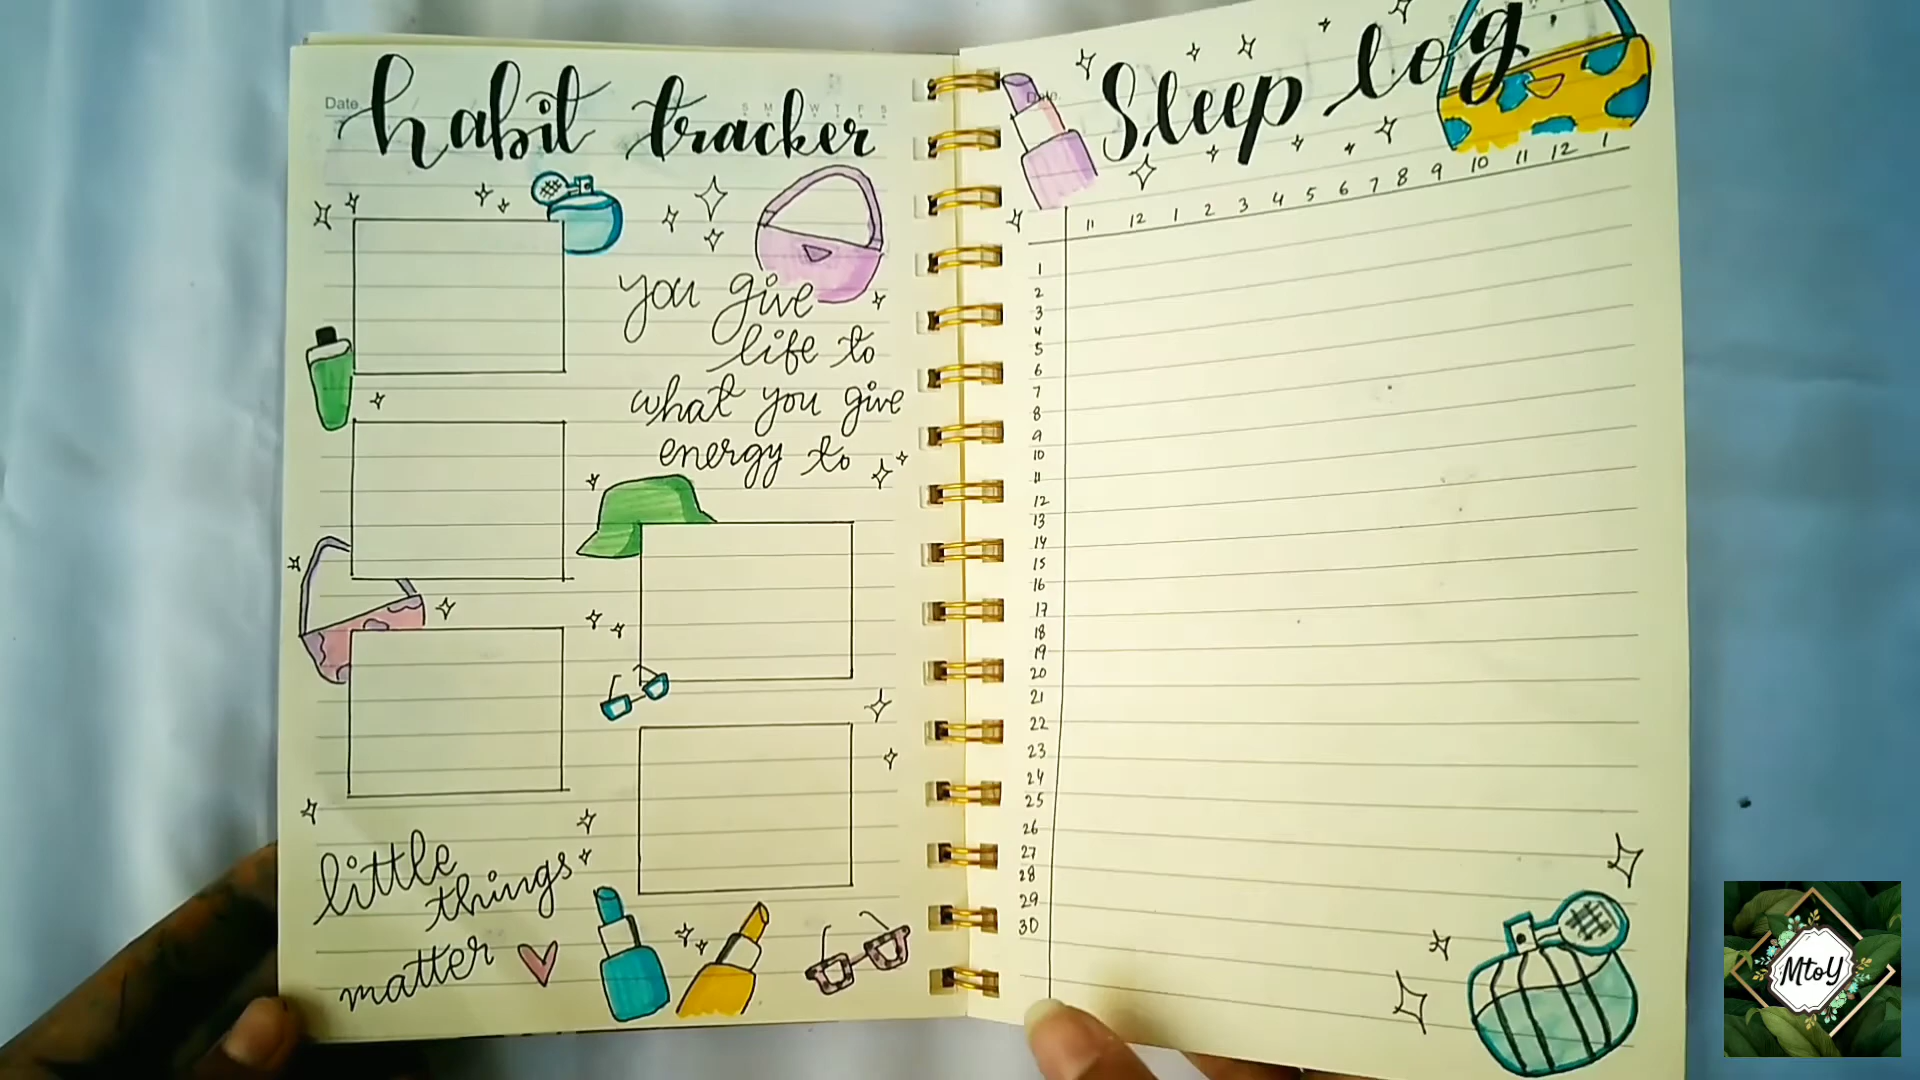 Date
S M W T F S
habit tracker
you give
life to
what you give
energy to
little
things
matter
Date
Sleep log
11 12 1 2 3 4 5 6 7 8 9 10 11 12 1
1
2
3
4
5
6
7
8
9
10
11
12
13
14
15
16
17
18
19
20
21
22
23
24
25
26
27
28
29
30
MtoY